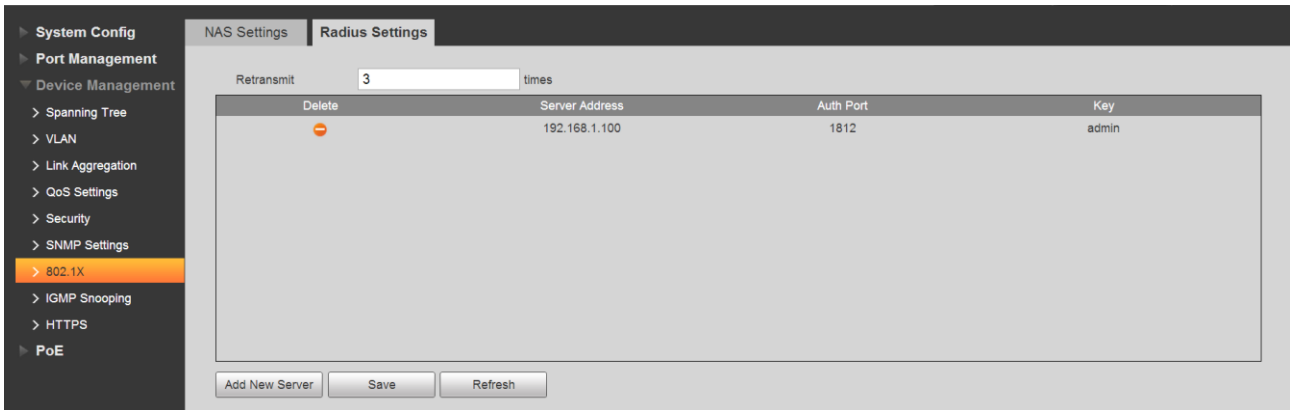 System Config
Port Management
Device Management
> Spanning Tree
> VLAN
> Link Aggregation
> QoS Settings
> Security
> SNMP Settings
> 802.1X
> IGMP Snooping
> HTTPS
PoE
NAS Settings Radius Settings
Retransmit 3 times
Delete Server Address Auth Port Key
192.168.1.100 1812 admin
Add New Server Save Refresh